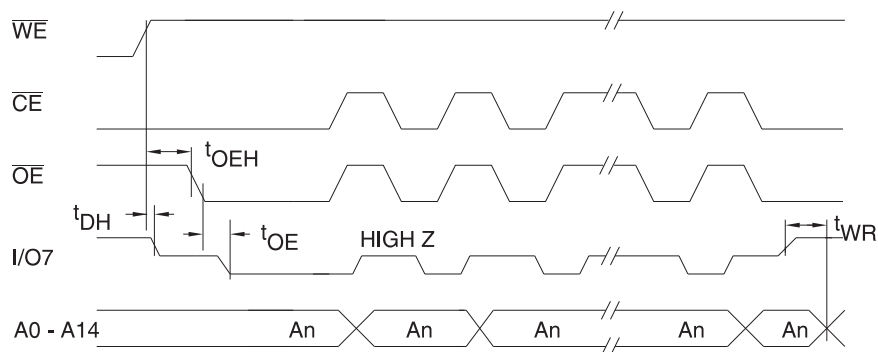 WE
CE
tOEH
OE
tDH
tOE
HIGH Z
tWR
I/O7
A0 - A14
An
An
An
An
An